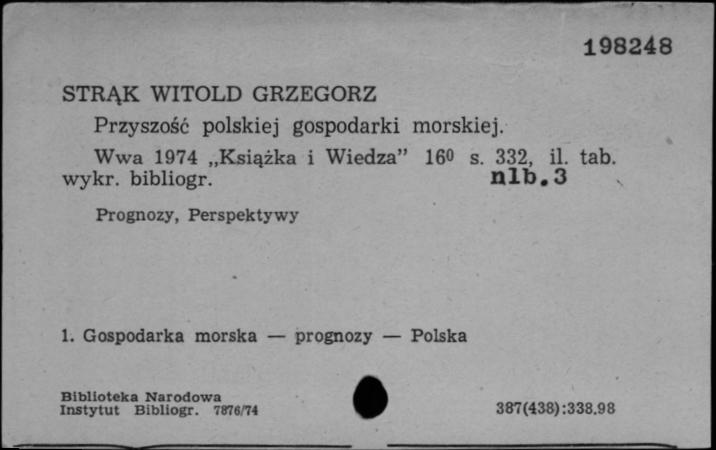 198248
STRĄK WITOLD GRZEGORZ
Przyszość polskiej gospodarki morskiej.
Wwa 1974 „Książka i Wiedza” 16⁰ s. 332, il. tab.
wykr. bibliogr. nlb.3
Prognozy, Perspektywy
1. Gospodarka morska — prognozy — Polska
Biblioteka Narodowa
Instytut Bibliogr. 7876/74
387(438):338.98